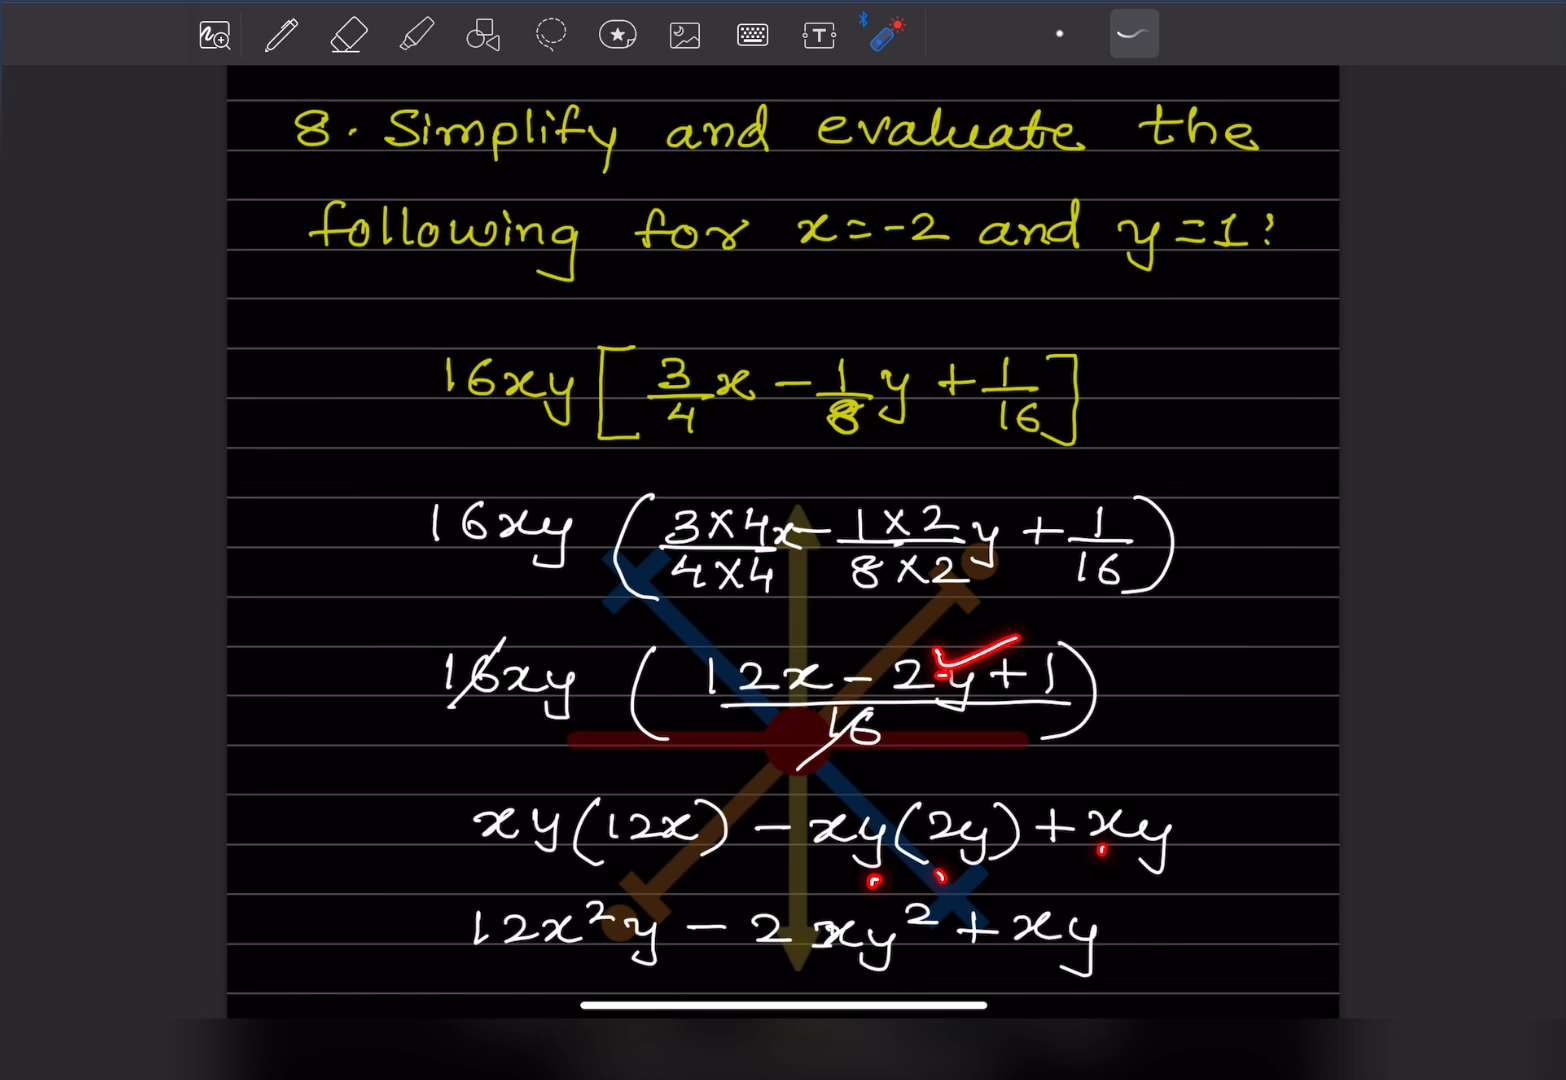 8. Simplify and evaluate the
following for x=-2 and y=1:
16xy[3/4 x - 1/8 y + 1/16]
16xy (3×4/4×4 x - 1×2/8×2 y + 1/16)
16xy (12x - 2y + 1/16)
xy(12x) - xy(2y) + xy
12x²y - 2xy² + xy